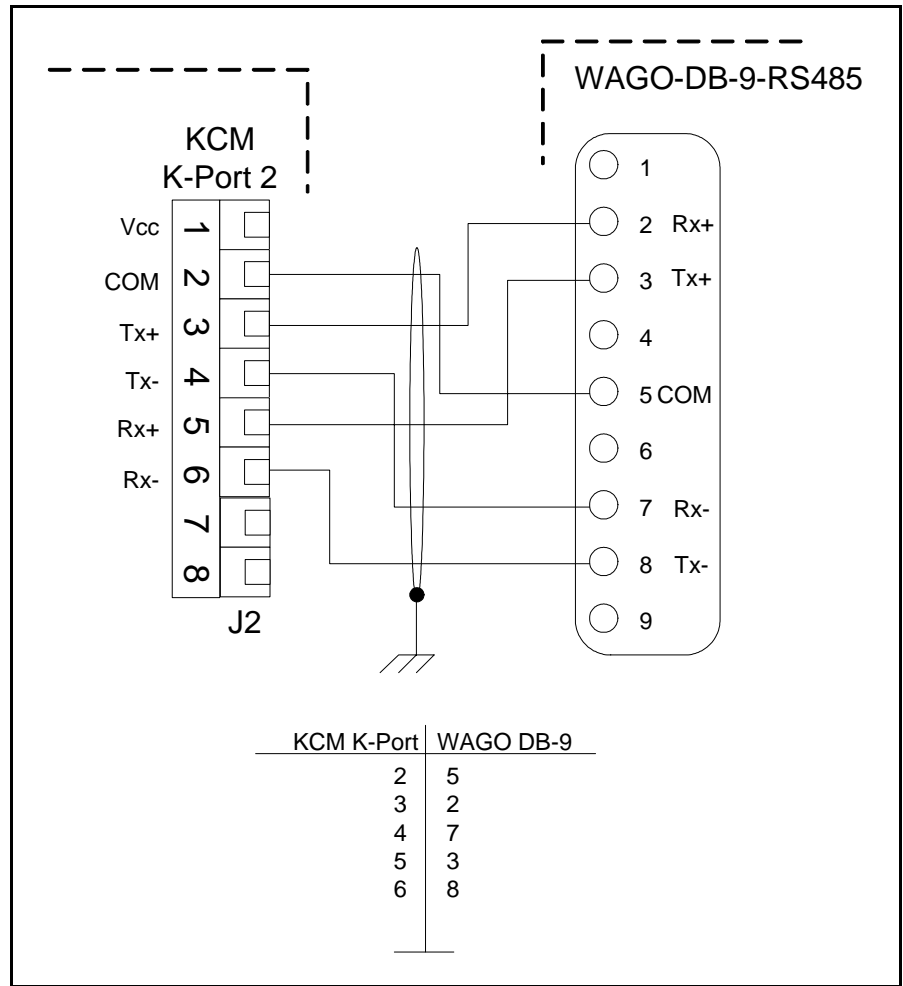 WAGO-DB-9-RS485
KCM
K-Port 2
Vcc 1
COM 2
Tx+ 3
Tx- 4
Rx+ 5
Rx- 6
7
8
J2
1
2 Rx+
3 Tx+
4
5 COM
6
7 Rx-
8 Tx-
9
KCM K-Port WAGO DB-9
2 5
3 2
4 7
5 3
6 8